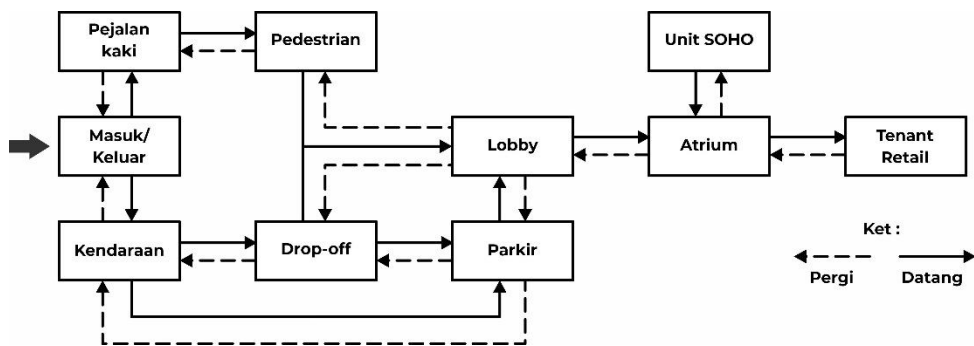 Pejalan
kaki
Pedestrian
Unit SOHO
Masuk/
Keluar
Lobby
Atrium
Tenant
Retail
Kendaraan
Drop-off
Parkir
Ket :
Pergi
Datang